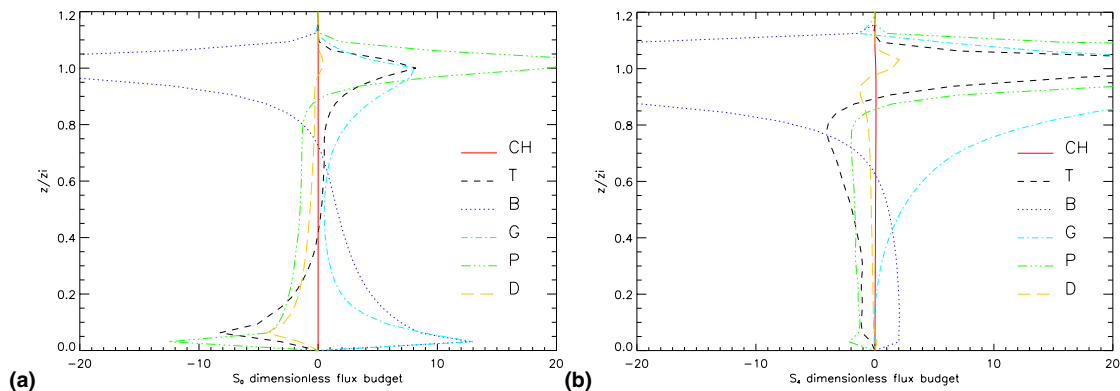 1.2
1.0
0.8
0.6
0.4
0.2
0.0
z/zi
CH
T
B
G
P
D
−20 −10 0 10 20
S₀ dimensionless flux budget
(a)
1.2
1.0
0.8
0.6
0.4
0.2
0.0
z/zi
CH
T
B
G
P
D
−20 −10 0 10 20
S₄ dimensionless flux budget
(b)